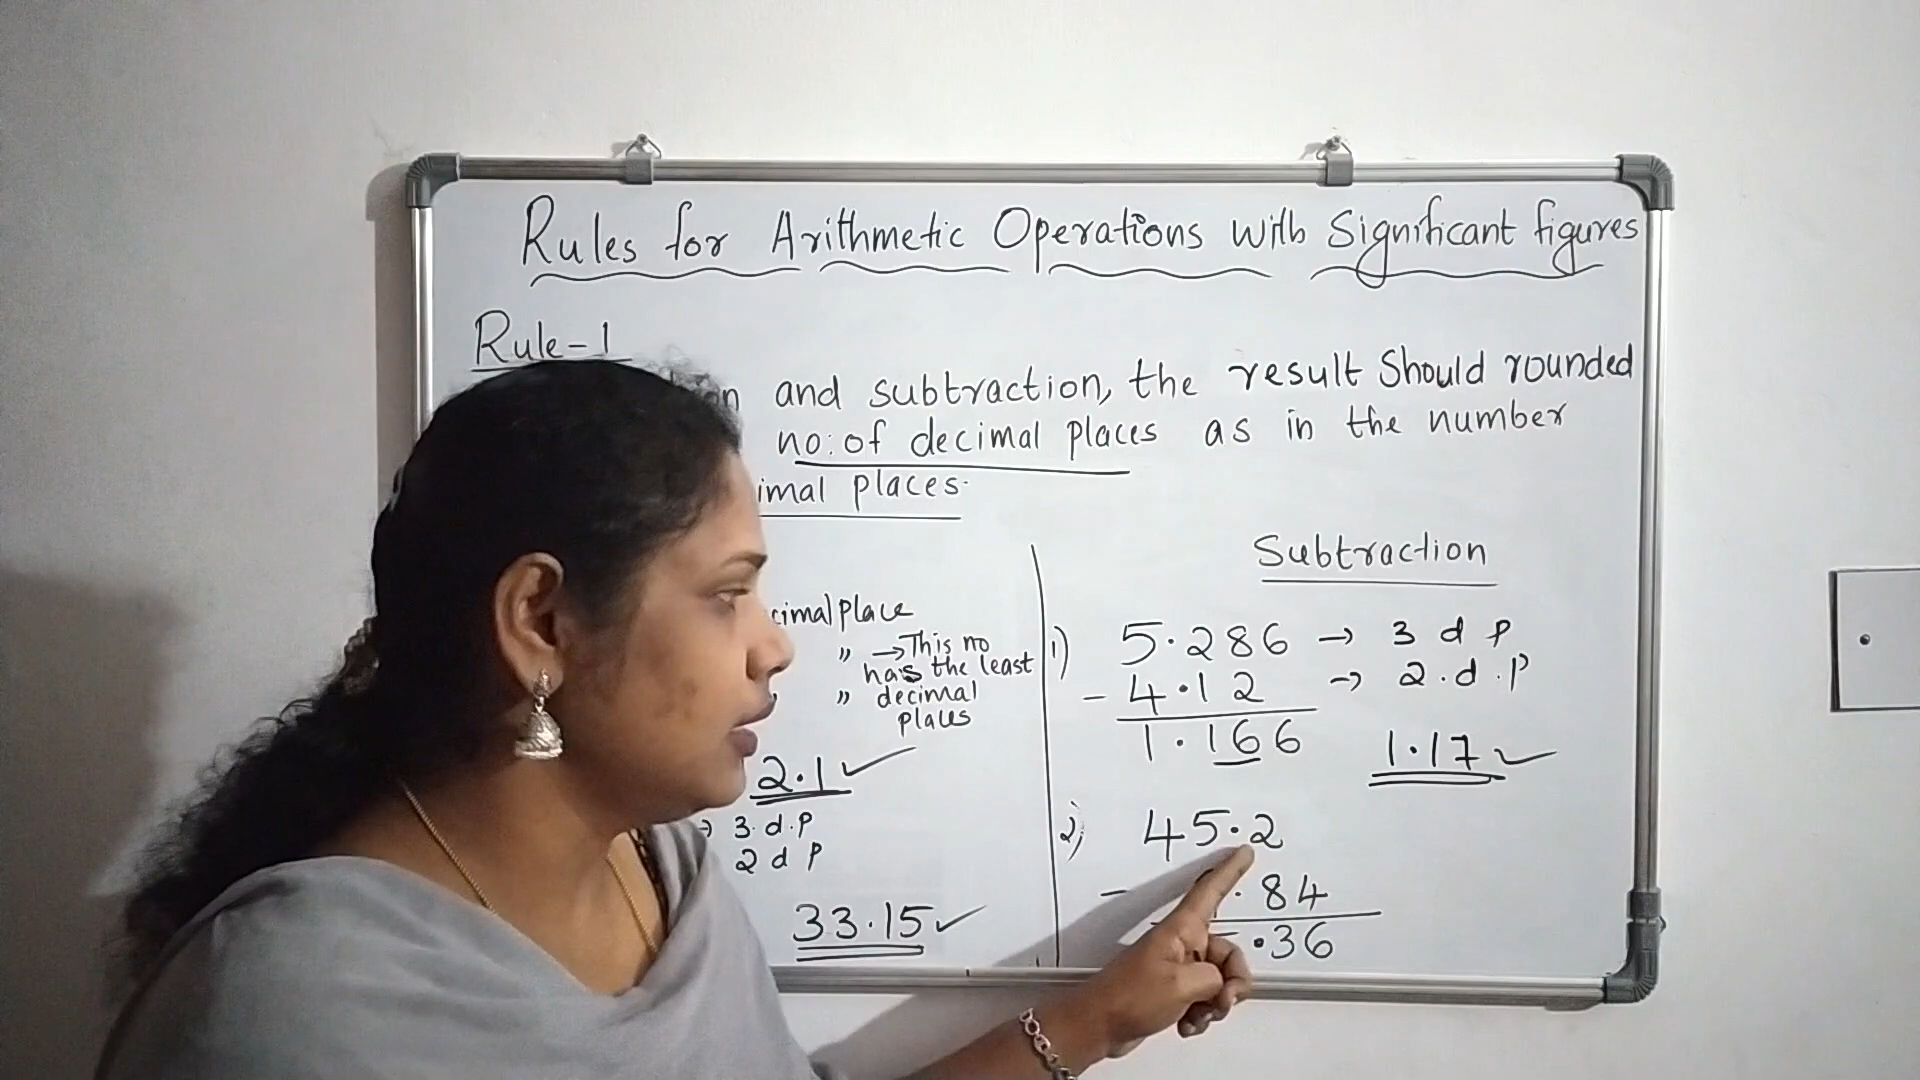 Rules for Arithmetic Operations with Significant figures
Rule-1
and subtraction, the result Should rounded
no: of decimal places as in the number
imal places.
cimal place
" → This no
has the least
" decimal
places
2.1 ✓
→ 3.d.p
2 d p
33.15 ✓
Subtraction
1) 5.286 → 3 d p
- 4.12 → 2.d.p
1.166
1.17 ✓
2) 45.2
- .84
.36